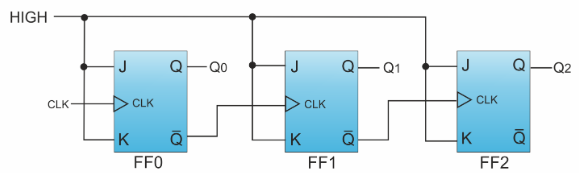 HIGH
J Q Q0 J Q Q1 J Q Q2
CLK CLK CLK CLK
K Q̅ K Q̅ K Q̅
FF0 FF1 FF2